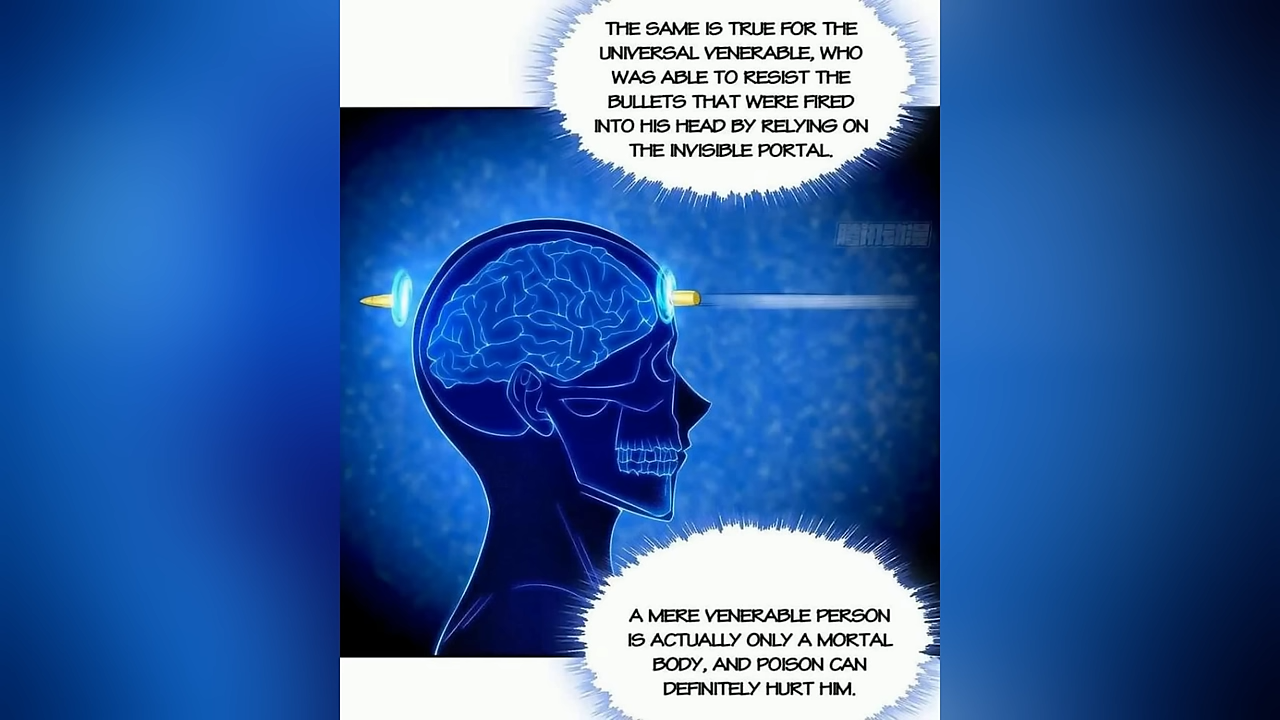 THE SAME IS TRUE FOR THE
UNIVERSAL VENERABLE, WHO
WAS ABLE TO RESIST THE
BULLETS THAT WERE FIRED
INTO HIS HEAD BY RELYING ON
THE INVISIBLE PORTAL.
A MERE VENERABLE PERSON
IS ACTUALLY ONLY A MORTAL
BODY, AND POISON CAN
DEFINITELY HURT HIM.